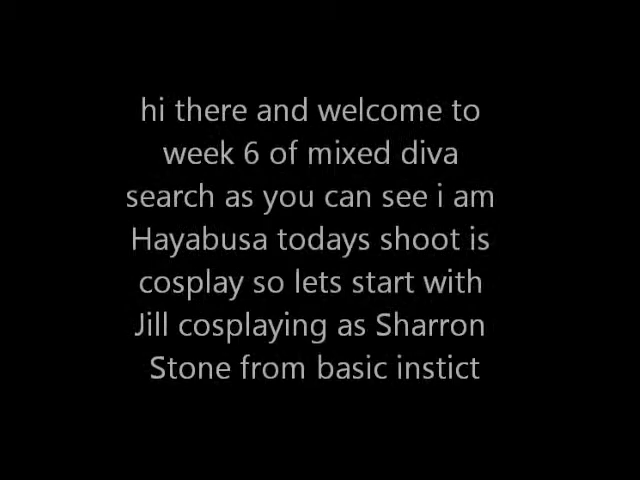 hi there and welcome to
week 6 of mixed diva
search as you can see i am
Hayabusa todays shoot is
cosplay so lets start with
Jill cosplaying as Sharron
Stone from basic instict